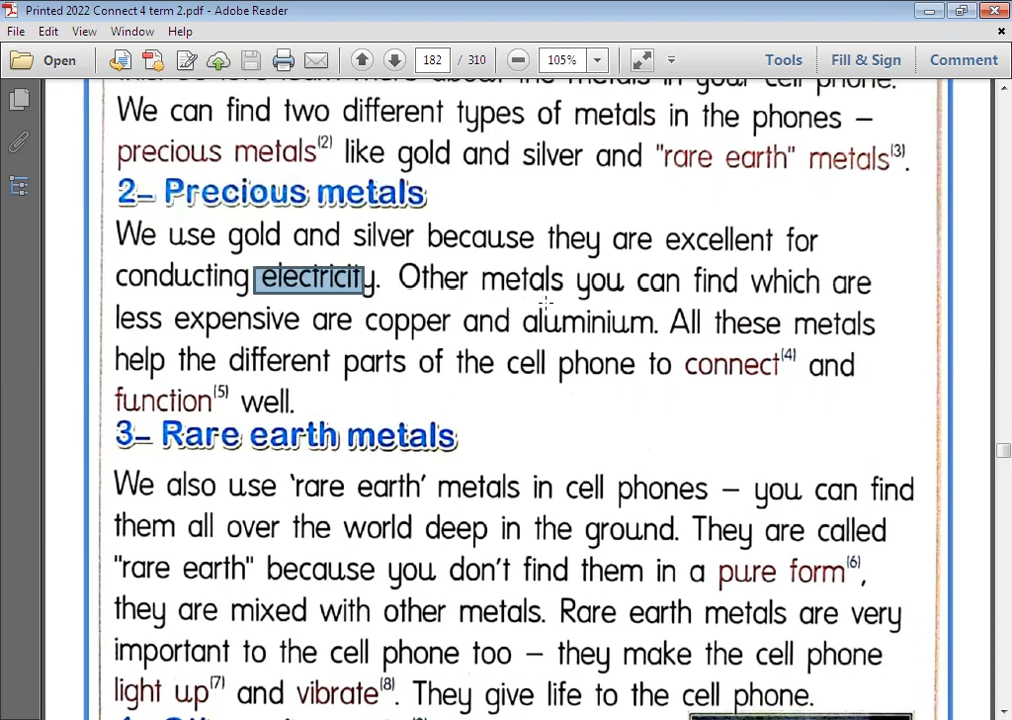 Printed 2022 Connect 4 term 2.pdf - Adobe Reader
File Edit View Window Help
Open 182 / 310 105% Tools Fill & Sign Comment
metals in your cell phone.
We can find two different types of metals in the phones –
precious metals(2) like gold and silver and "rare earth" metals(3).
2– Precious metals
We use gold and silver because they are excellent for
conducting electricity. Other metals you can find which are
less expensive are copper and aluminium. All these metals
help the different parts of the cell phone to connect(4) and
function(5) well.
3– Rare earth metals
We also use 'rare earth' metals in cell phones – you can find
them all over the world deep in the ground. They are called
"rare earth" because you don't find them in a pure form(6),
they are mixed with other metals. Rare earth metals are very
important to the cell phone too – they make the cell phone
light up(7) and vibrate(8). They give life to the cell phone.